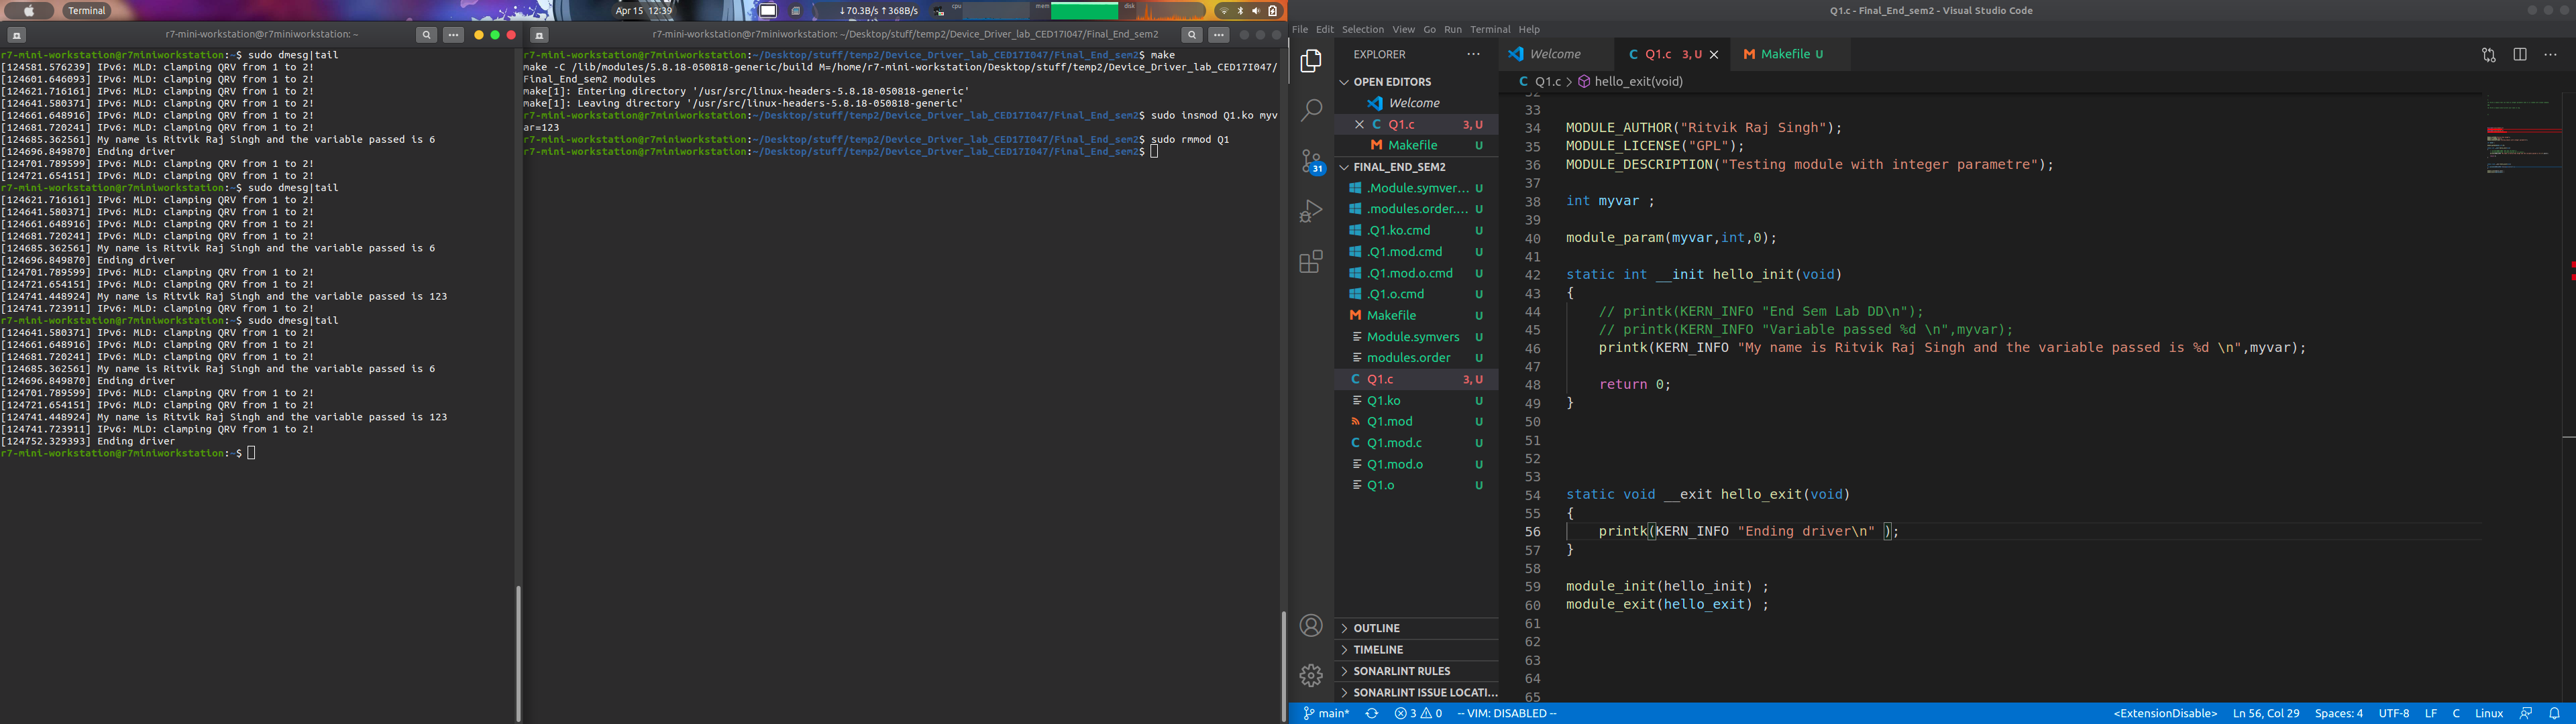 Terminal
Apr 15 12:39
↓70.3B/s ↑368B/s
cpu
mem
disk
r7-mini-workstation@r7miniworkstation: ~
r7-mini-workstation@r7miniworkstation:~$ sudo dmesg|tail
[124581.576239] IPv6: MLD: clamping QRV from 1 to 2!
[124601.646093] IPv6: MLD: clamping QRV from 1 to 2!
[124621.716161] IPv6: MLD: clamping QRV from 1 to 2!
[124641.580371] IPv6: MLD: clamping QRV from 1 to 2!
[124661.648916] IPv6: MLD: clamping QRV from 1 to 2!
[124681.720241] IPv6: MLD: clamping QRV from 1 to 2!
[124685.362561] My name is Ritvik Raj Singh and the variable passed is 6
[124696.849870] Ending driver
[124701.789599] IPv6: MLD: clamping QRV from 1 to 2!
[124721.654151] IPv6: MLD: clamping QRV from 1 to 2!
r7-mini-workstation@r7miniworkstation:~$ sudo dmesg|tail
[124621.716161] IPv6: MLD: clamping QRV from 1 to 2!
[124641.580371] IPv6: MLD: clamping QRV from 1 to 2!
[124661.648916] IPv6: MLD: clamping QRV from 1 to 2!
[124681.720241] IPv6: MLD: clamping QRV from 1 to 2!
[124685.362561] My name is Ritvik Raj Singh and the variable passed is 6
[124696.849870] Ending driver
[124701.789599] IPv6: MLD: clamping QRV from 1 to 2!
[124721.654151] IPv6: MLD: clamping QRV from 1 to 2!
[124741.448924] My name is Ritvik Raj Singh and the variable passed is 123
[124741.723911] IPv6: MLD: clamping QRV from 1 to 2!
r7-mini-workstation@r7miniworkstation:~$ sudo dmesg|tail
[124641.580371] IPv6: MLD: clamping QRV from 1 to 2!
[124661.648916] IPv6: MLD: clamping QRV from 1 to 2!
[124681.720241] IPv6: MLD: clamping QRV from 1 to 2!
[124685.362561] My name is Ritvik Raj Singh and the variable passed is 6
[124696.849870] Ending driver
[124701.789599] IPv6: MLD: clamping QRV from 1 to 2!
[124721.654151] IPv6: MLD: clamping QRV from 1 to 2!
[124741.448924] My name is Ritvik Raj Singh and the variable passed is 123
[124741.723911] IPv6: MLD: clamping QRV from 1 to 2!
[124752.329393] Ending driver
r7-mini-workstation@r7miniworkstation:~$
r7-mini-workstation@r7miniworkstation: ~/Desktop/stuff/temp2/Device_Driver_lab_CED17I047/Final_End_sem2
r7-mini-workstation@r7miniworkstation:~/Desktop/stuff/temp2/Device_Driver_lab_CED17I047/Final_End_sem2$ make
make -C /lib/modules/5.8.18-050818-generic/build M=/home/r7-mini-workstation/Desktop/stuff/temp2/Device_Driver_lab_CED17I047/
Final_End_sem2 modules
make[1]: Entering directory '/usr/src/linux-headers-5.8.18-050818-generic'
make[1]: Leaving directory '/usr/src/linux-headers-5.8.18-050818-generic'
r7-mini-workstation@r7miniworkstation:~/Desktop/stuff/temp2/Device_Driver_lab_CED17I047/Final_End_sem2$ sudo insmod Q1.ko myv
ar=123
r7-mini-workstation@r7miniworkstation:~/Desktop/stuff/temp2/Device_Driver_lab_CED17I047/Final_End_sem2$ sudo rmmod Q1
r7-mini-workstation@r7miniworkstation:~/Desktop/stuff/temp2/Device_Driver_lab_CED17I047/Final_End_sem2$
Q1.c - Final_End_sem2 - Visual Studio Code
File Edit Selection View Go Run Terminal Help
EXPLORER
OPEN EDITORS
Welcome
Q1.c 3, U
Makefile U
FINAL_END_SEM2
.Module.symver... U
.modules.order.... U
.Q1.ko.cmd U
.Q1.mod.cmd U
.Q1.mod.o.cmd U
.Q1.o.cmd U
Makefile U
Module.symvers U
modules.order U
Q1.c 3, U
Q1.ko U
Q1.mod U
Q1.mod.c U
Q1.mod.o U
Q1.o U
OUTLINE
TIMELINE
SONARLINT RULES
SONARLINT ISSUE LOCATI...
31
Welcome Q1.c 3, U Makefile U
Q1.c > hello_exit(void)
32
33
34 MODULE_AUTHOR("Ritvik Raj Singh");
35 MODULE_LICENSE("GPL");
36 MODULE_DESCRIPTION("Testing module with integer parametre");
37
38 int myvar ;
39
40 module_param(myvar,int,0);
41
42 static int __init hello_init(void)
43 {
44 // printk(KERN_INFO "End Sem Lab DD\n");
45 // printk(KERN_INFO "Variable passed %d \n",myvar);
46 printk(KERN_INFO "My name is Ritvik Raj Singh and the variable passed is %d \n",myvar);
47
48 return 0;
49 }
50
51
52
53
54 static void __exit hello_exit(void)
55 {
56 printk(KERN_INFO "Ending driver\n" );
57 }
58
59 module_init(hello_init) ;
60 module_exit(hello_exit) ;
61
62
63
64
65
main* 3 0 -- VIM: DISABLED -- <ExtensionDisable> Ln 56, Col 29 Spaces: 4 UTF-8 LF C Linux